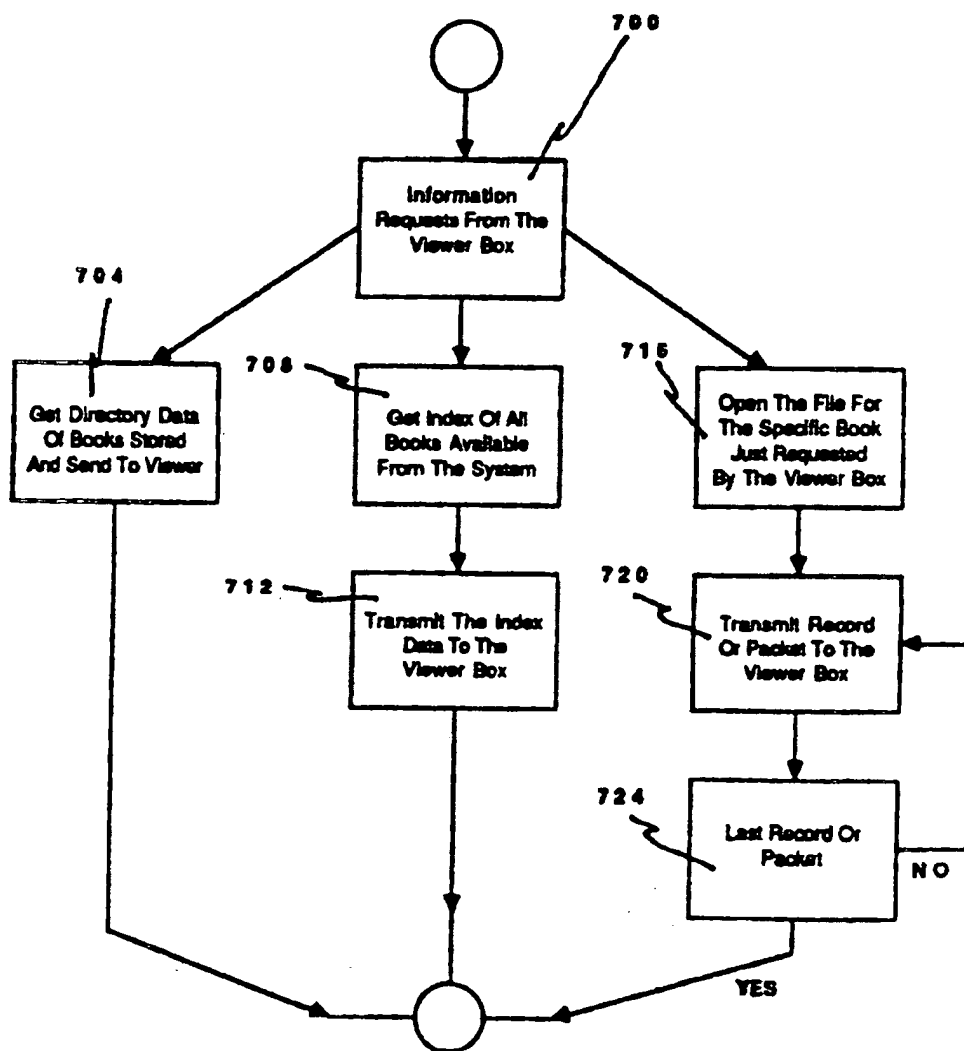 700
Information
Requests From The
Viewer Box
704
Get Directory Data
Of Books Stored
And Send To Viewer
708
Get Index Of All
Books Available
From The System
715
Open The File For
The Specific Book
Just Requested
By The Viewer Box
712
Transmit The Index
Data To The
Viewer Box
720
Transmit Record
Or Packet To The
Viewer Box
724
Last Record Or
Packet
NO
YES